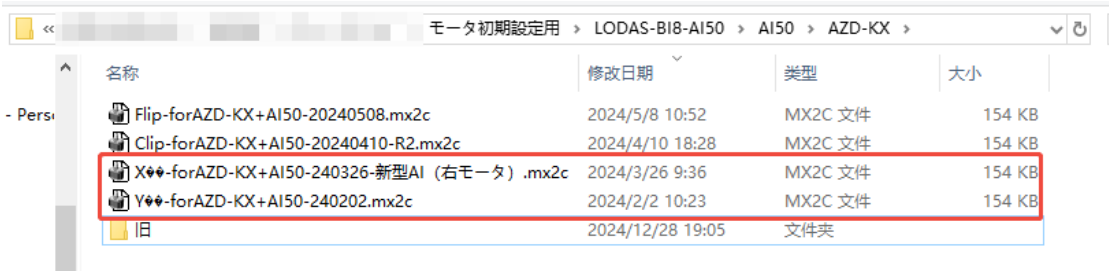 « モータ初期設定用 › LODAS-BI8-AI50 › AI50 › AZD-KX ›
名称 修改日期 类型 大小
- Pers
Flip-forAZD-KX+AI50-20240508.mx2c 2024/5/8 10:52 MX2C 文件 154 KB
Clip-forAZD-KX+AI50-20240410-R2.mx2c 2024/4/10 18:28 MX2C 文件 154 KB
X��-forAZD-KX+AI50-240326-新型AI（右モータ）.mx2c 2024/3/26 9:36 MX2C 文件 154 KB
Y��-forAZD-KX+AI50-240202.mx2c 2024/2/2 10:23 MX2C 文件 154 KB
旧 2024/12/28 19:05 文件夹